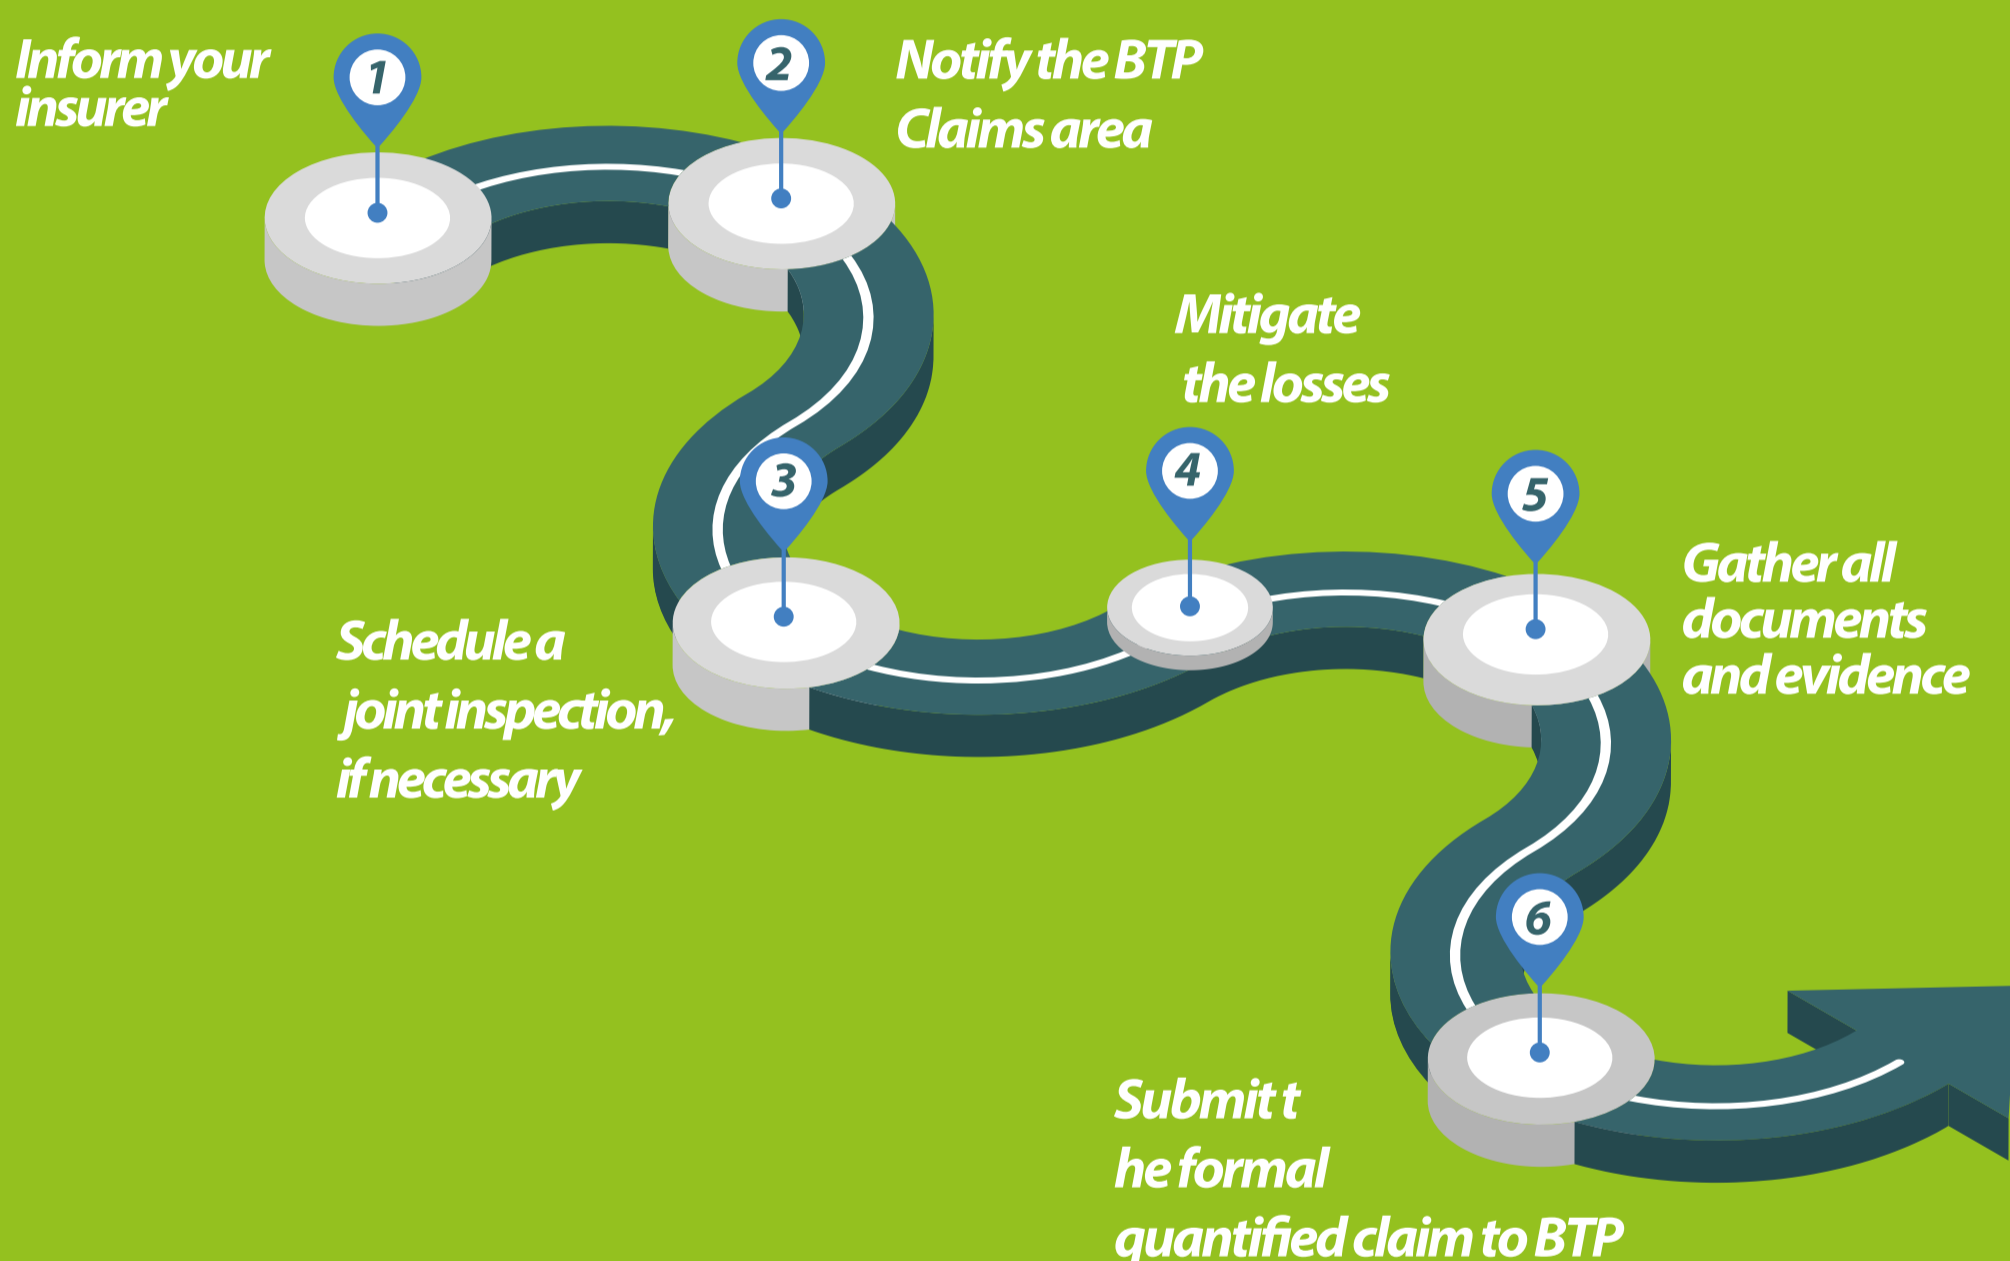 Inform your
insurer
1
2
Notify the BTP
Claims area
3
Schedule a
joint inspection,
if necessary
Mitigate
the losses
4
5
Gather all
documents
and evidence
6
Submit t
he formal
quantified claim to BTP